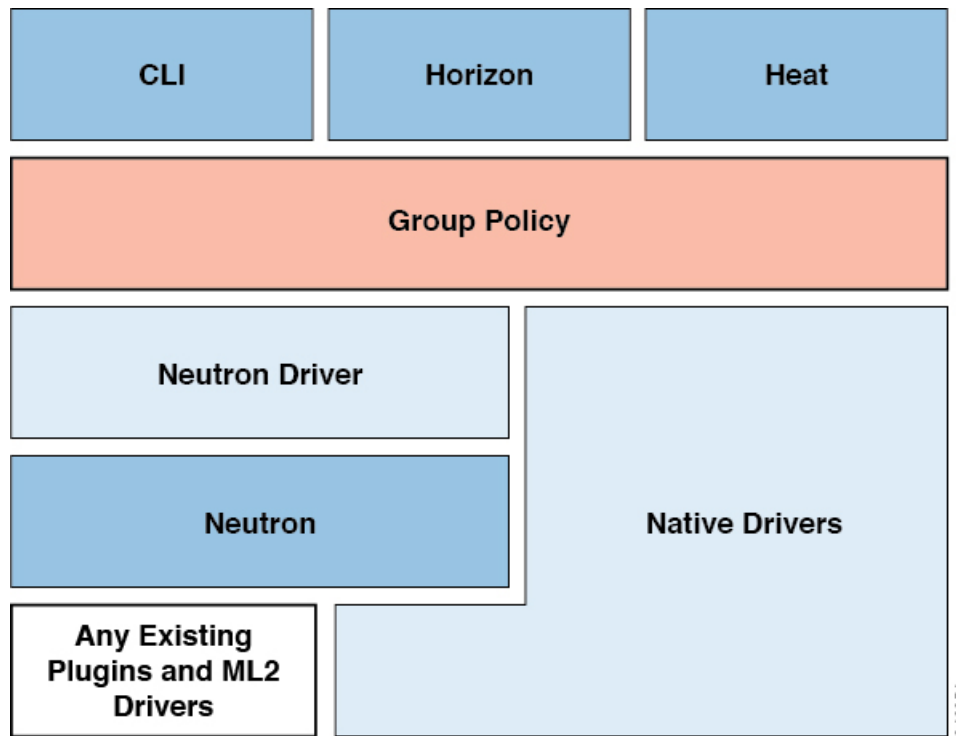 CLI
Horizon
Heat
Group Policy
Neutron Driver
Neutron
Native Drivers
Any Existing
Plugins and ML2
Drivers